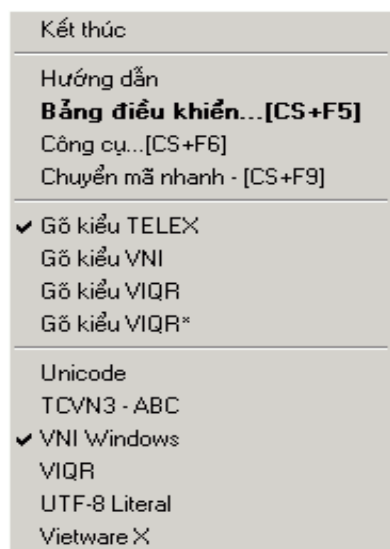 Kết thúc
Hướng dẫn
Bảng điều khiển...[CS+F5]
Công cụ...[CS+F6]
Chuyển mã nhanh - [CS+F9]
Gõ kiểu TELEX
Gõ kiểu VNI
Gõ kiểu VIQR
Gõ kiểu VIQR*
Unicode
TCVN3 - ABC
VNI Windows
VIQR
UTF-8 Literal
Vietware X